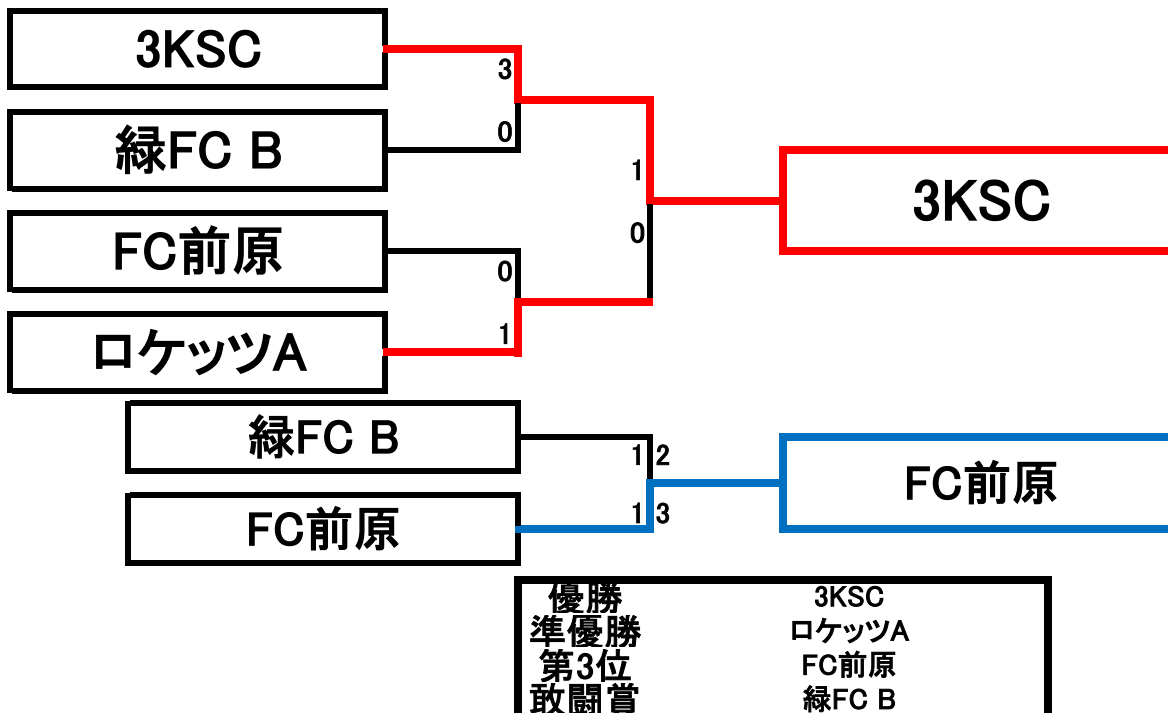 3KSC
3
0
緑FC B
1
3KSC
0
FC前原
0
1
ロケッツA
緑FC B
1 2
FC前原
1 3
FC前原
優勝 3KSC
準優勝 ロケッツA
第3位 FC前原
敢闘賞 緑FC B